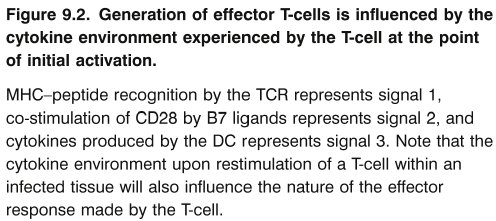 Figure 9.2. Generation of effector T-cells is influenced by the
cytokine environment experienced by the T-cell at the point
of initial activation.
MHC–peptide recognition by the TCR represents signal 1,
co-stimulation of CD28 by B7 ligands represents signal 2, and
cytokines produced by the DC represents signal 3. Note that the
cytokine environment upon restimulation of a T-cell within an
infected tissue will also influence the nature of the effector
response made by the T-cell.